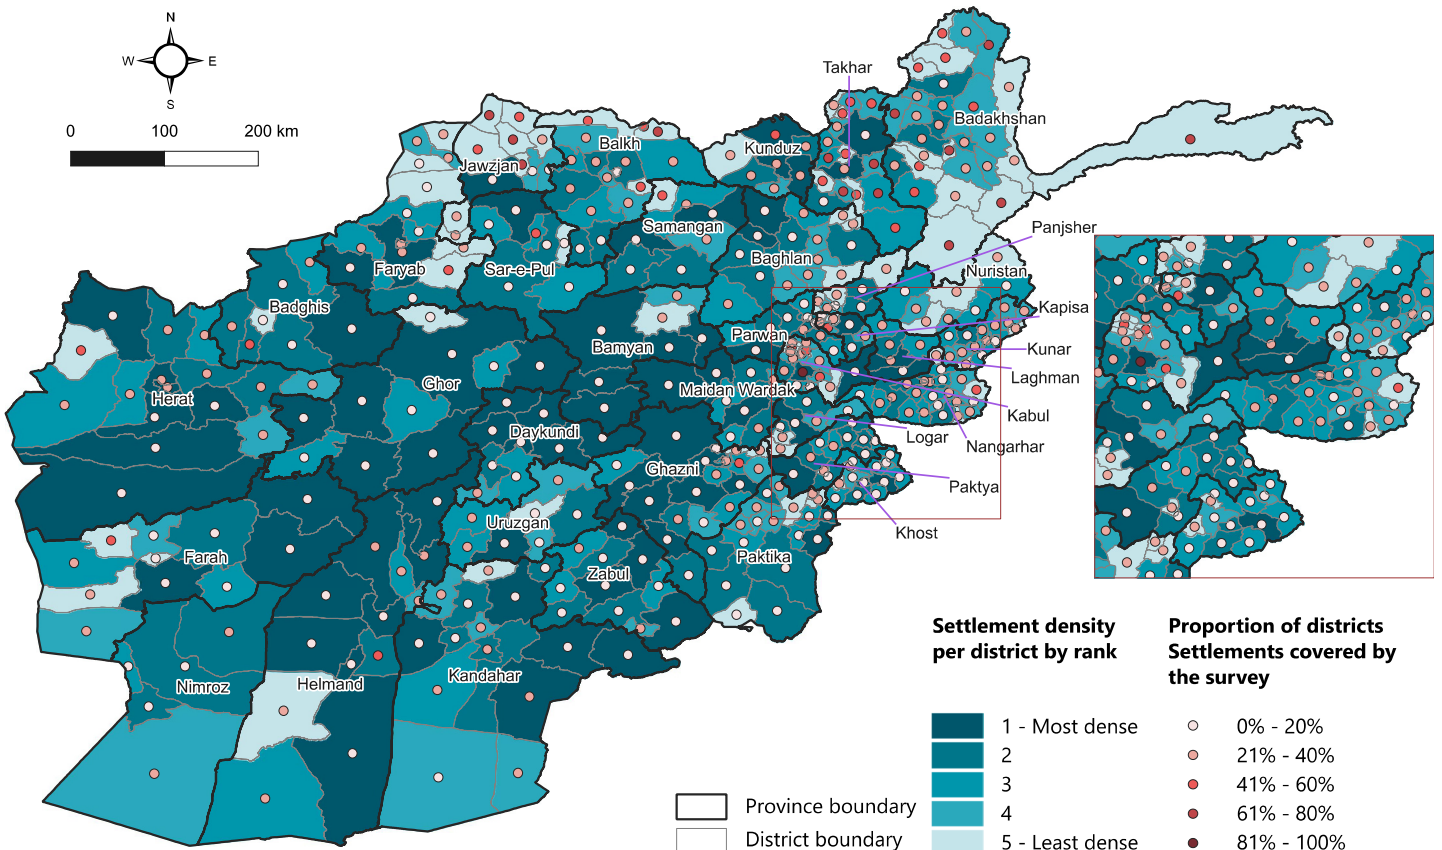 N
W E
S
0 100 200 km
Takhar
Badakhshan
Balkh
Kunduz
Jawzjan
Panjsher
Samangan
Baghlan
Faryab
Sar-e-Pul
Nuristan
Badghis
Kapisa
Parwan
Bamyan
Kunar
Laghman
Ghor
Maidan Wardak
Herat
Kabul
Daykundi
Logar
Nangarhar
Ghazni
Paktya
Uruzgan
Khost
Farah
Paktika
Zabul
Kandahar
Nimroz
Helmand
Settlement density
per district by rank
1 - Most dense
2
3
4
5 - Least dense
Proportion of districts
Settlements covered by
the survey
0% - 20%
21% - 40%
41% - 60%
61% - 80%
81% - 100%
Province boundary
District boundary